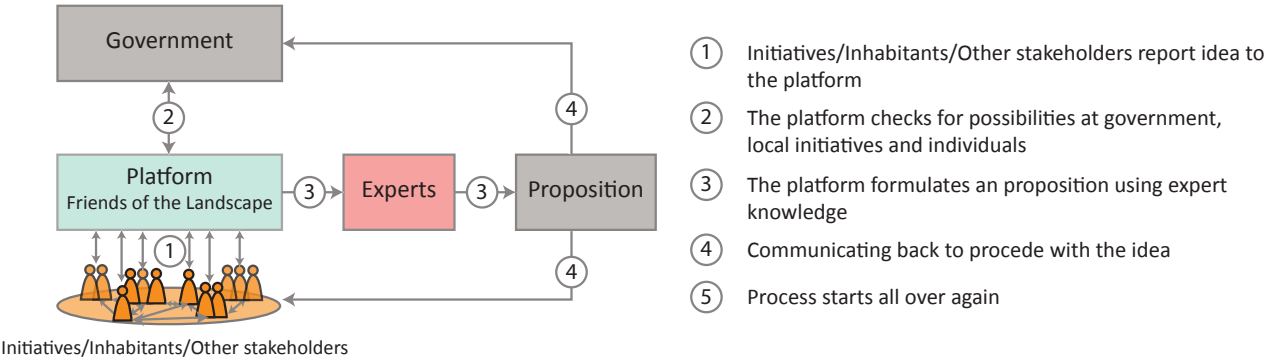 Government
4
2
Platform
Friends of the Landscape
3
Experts
3
Proposition
1
4
Initiatives/Inhabitants/Other stakeholders
1 Initiatives/Inhabitants/Other stakeholders report idea to
the platform
2 The platform checks for possibilities at government,
local initiatives and individuals
3 The platform formulates an proposition using expert
knowledge
4 Communicating back to procede with the idea
5 Process starts all over again